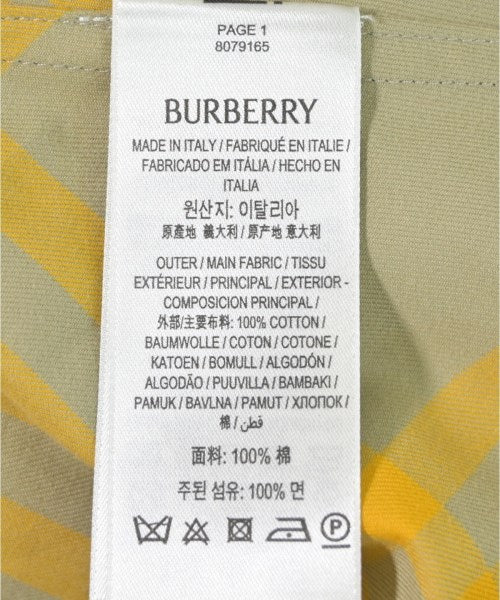 PAGE 1
8079165
BURBERRY
MADE IN ITALY / FABRIQUÉ EN ITALIE /
FABRICADO EM ITÁLIA / HECHO EN
ITALIA
원산지: 이탈리아
原產地 義大利 / 原产地 意大利
OUTER / MAIN FABRIC / TISSU
EXTÉRIEUR / PRINCIPAL / EXTERIOR -
COMPOSICION PRINCIPAL /
外部/主要布料: 100% COTTON /
BAUMWOLLE / COTON / COTONE /
KATOEN / BOMULL / ALGODÓN /
ALGODÃO / PUUVILLA / BAMBAKI /
PAMUK / BAVLNA / PAMUT / ХЛОПОК /
棉 / قطن /
面料: 100% 棉
주된 섬유: 100% 면
P